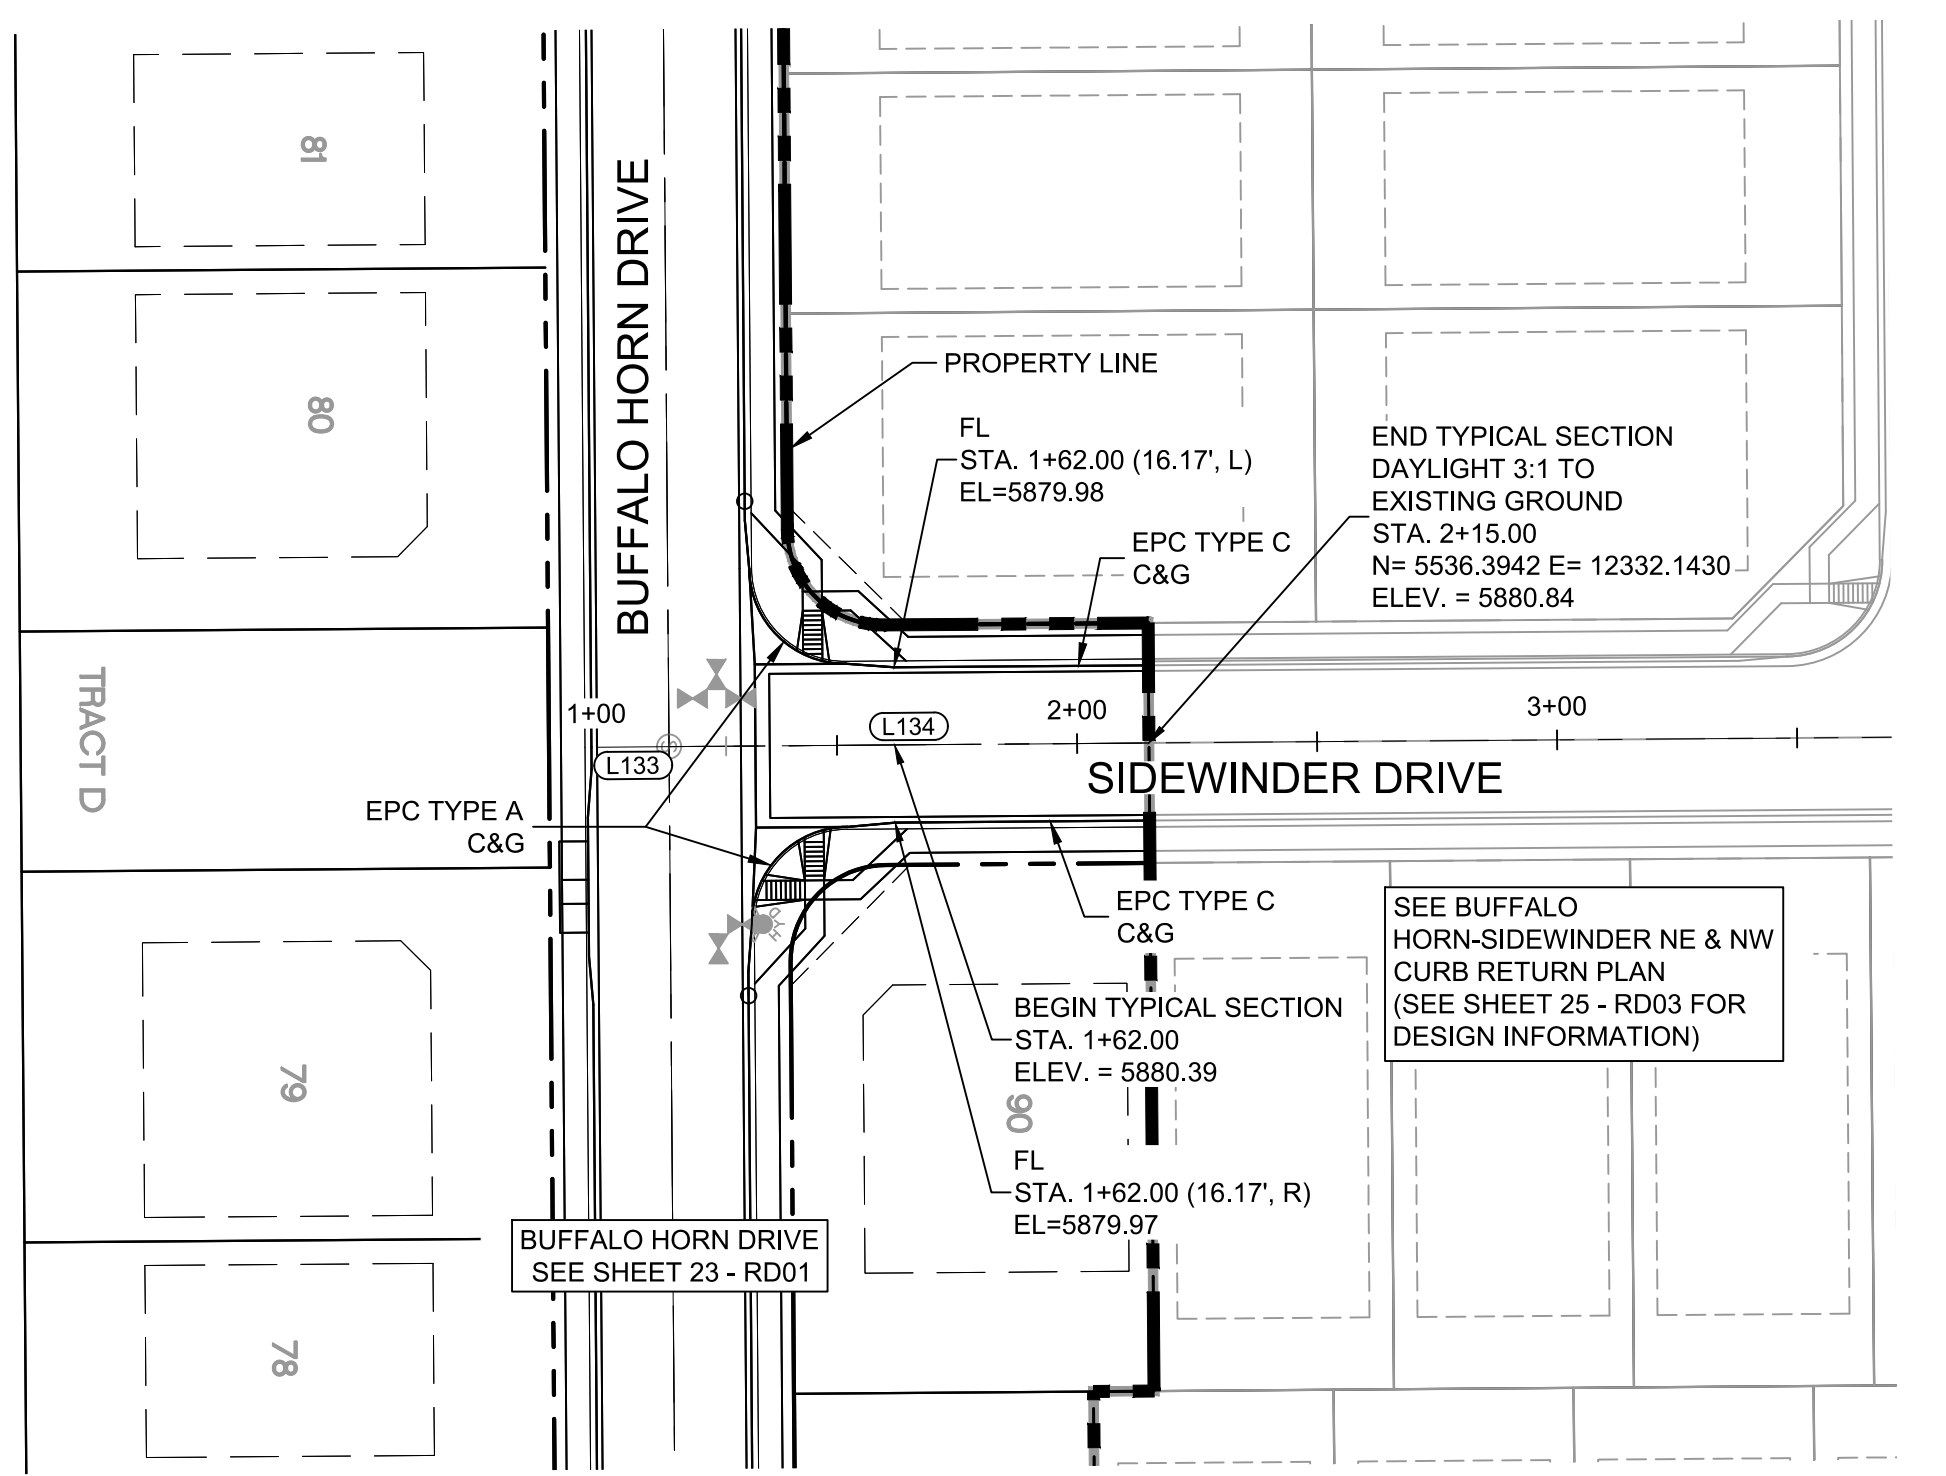 81
BUFFALO HORN DRIVE
80
PROPERTY LINE
FL
STA. 1+62.00 (16.17', L)
EL=5879.98
END TYPICAL SECTION
DAYLIGHT 3:1 TO
EXISTING GROUND
STA. 2+15.00
N= 5536.3942 E= 12332.1430
ELEV. = 5880.84
EPC TYPE C
C&G
TRACT D
1+00
2+00
3+00
L134
L133
S
SIDEWINDER DRIVE
EPC TYPE A
C&G
HYD
EPC TYPE C
C&G
SEE BUFFALO
HORN-SIDEWINDER NE & NW
CURB RETURN PLAN
(SEE SHEET 25 - RD03 FOR
DESIGN INFORMATION)
BEGIN TYPICAL SECTION
STA. 1+62.00
ELEV. = 5880.39
79
90
FL
STA. 1+62.00 (16.17', R)
EL=5879.97
BUFFALO HORN DRIVE
SEE SHEET 23 - RD01
78